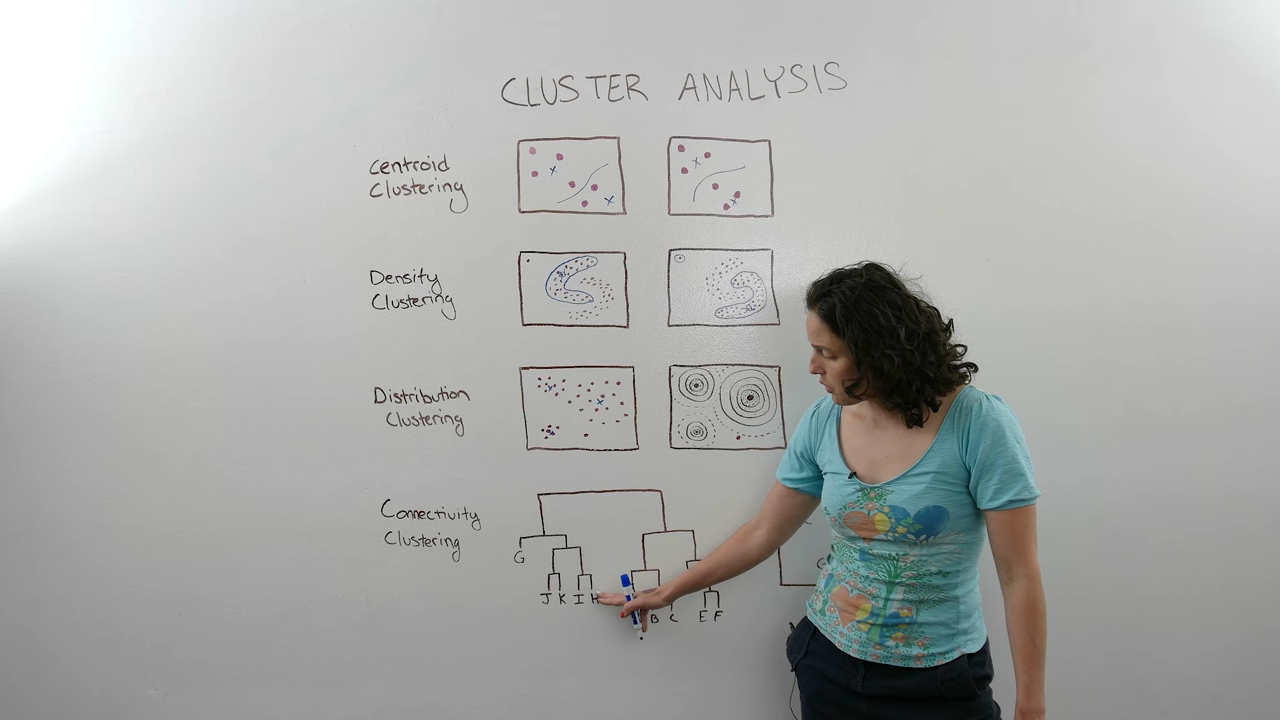 CLUSTER ANALYSIS
Centroid
Clustering
Density
Clustering
Distribution
Clustering
Connectivity
Clustering
G
J K I H
B C E F
G